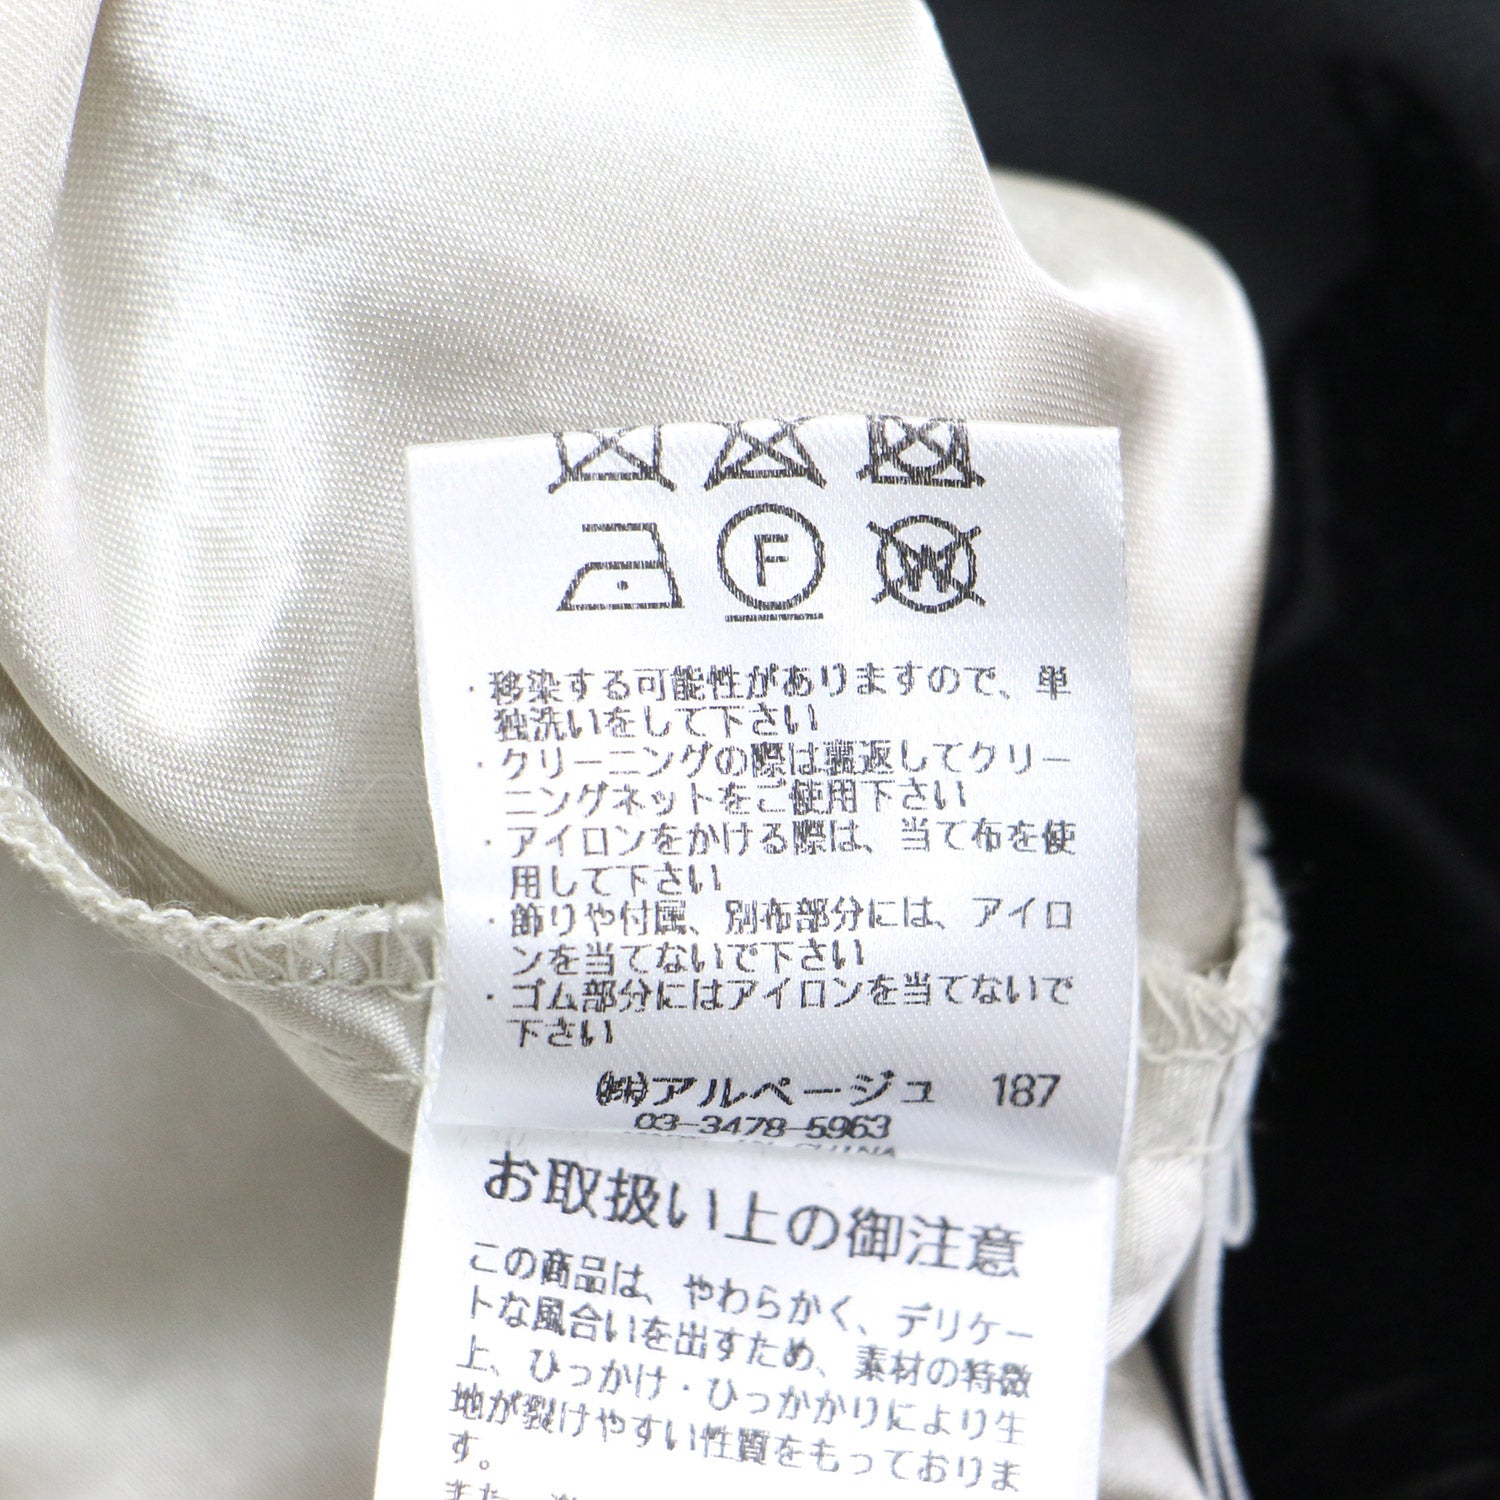 F
W
・移染する可能性がありますので、単
独洗いをして下さい
・クリーニングの際は裏返してクリー
ニングネットをご使用下さい
・アイロンをかける際は、当て布を使
用して下さい
・飾りや付属、別布部分には、アイロ
ンを当てないで下さい
・ゴム部分にはアイロンを当てないで
下さい
㈱アルページュ 187
03-3478-5963
お取扱い上の御注意
この商品は、やわらかく、デリケー
トな風合いを出すため、素材の特徴
上、ひっかけ・ひっかかりにより生
地が裂けやすい性質をもっておりま
す。
また